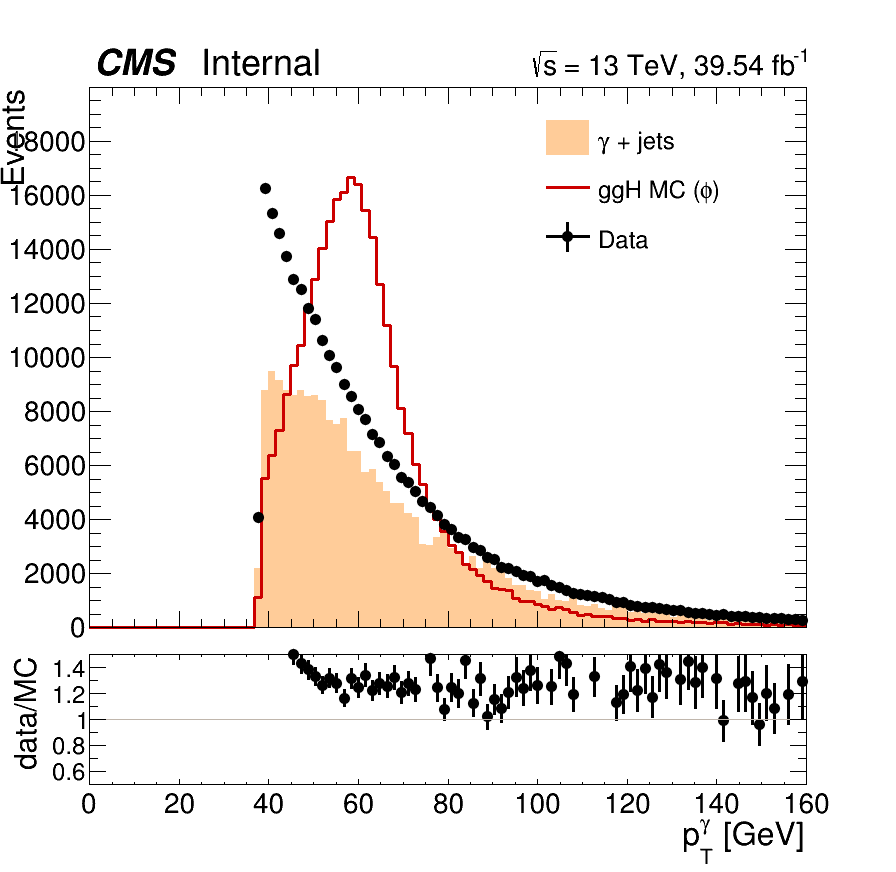 CMS Internal √s = 13 TeV, 39.54 fb⁻¹
Events
γ + jets
ggH MC (ϕ)
Data
18000
16000
14000
12000
10000
8000
6000
4000
2000
0
data/MC
1.4
1.2
1
0.8
0.6
0 20 40 60 80 100 120 140 160
p_T^γ [GeV]